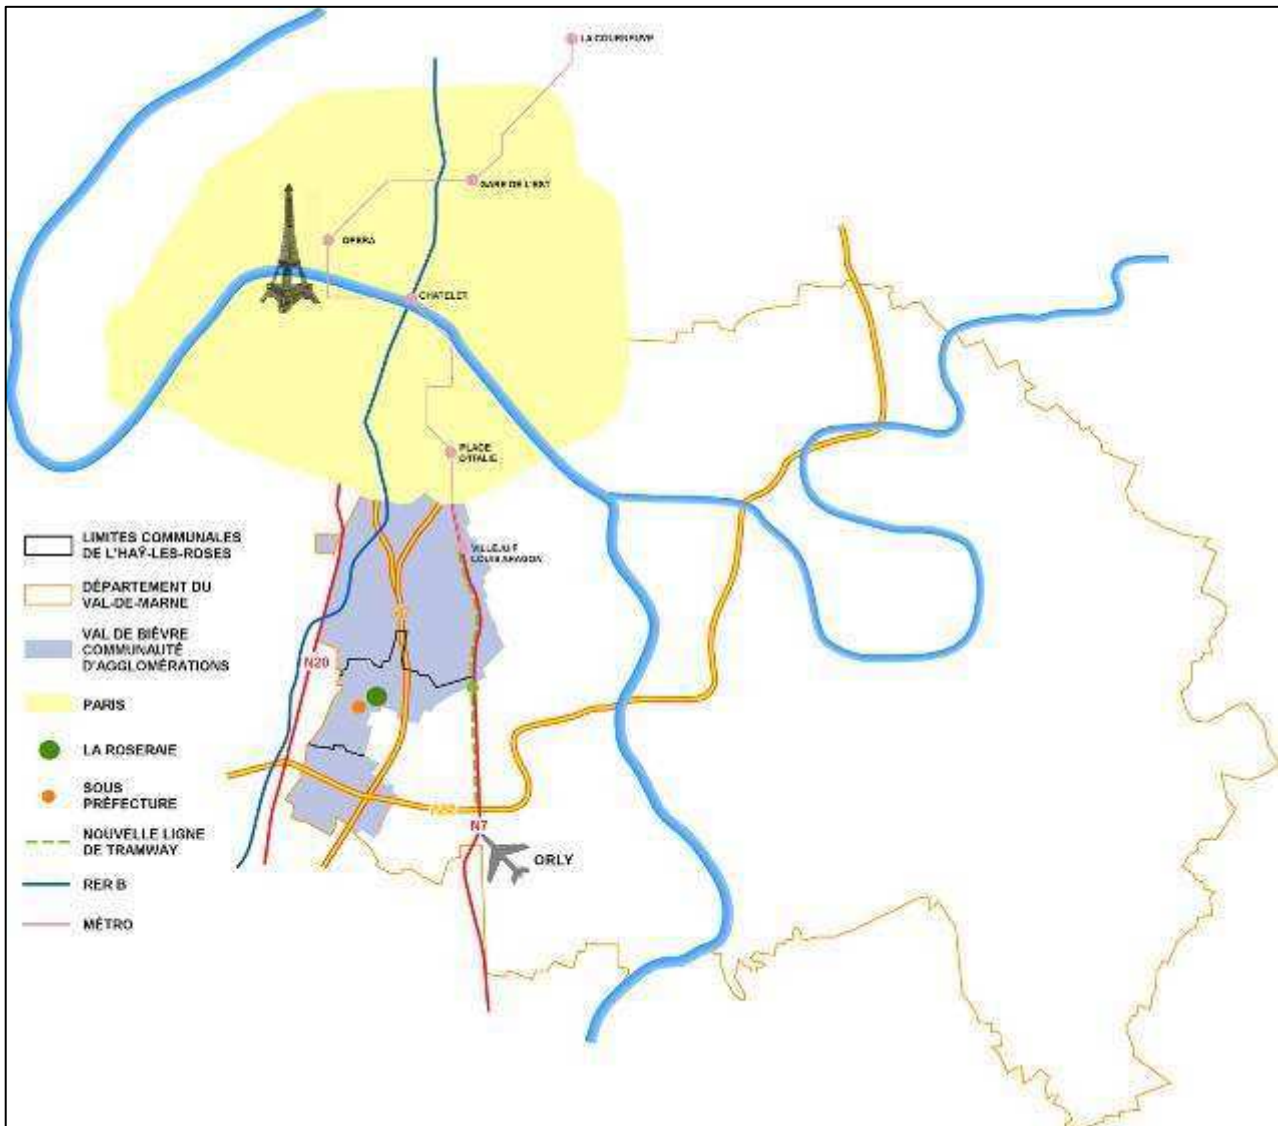 LA COURNEUVE
GARE DE L'EST
OPERA
CHATELET
PLACE
D'ITALIE
VILLEJUIF
LOUIS ARAGON
LIMITES COMMUNALES
DE L'HAŸ-LES-ROSES
DÉPARTEMENT DU
VAL-DE-MARNE
VAL DE BIÈVRE
COMMUNAUTÉ
D'AGGLOMÉRATIONS
N20
PARIS
LA ROSERAIE
SOUS
PRÉFECTURE
NOUVELLE LIGNE
DE TRAMWAY
N7
ORLY
RER B
MÉTRO